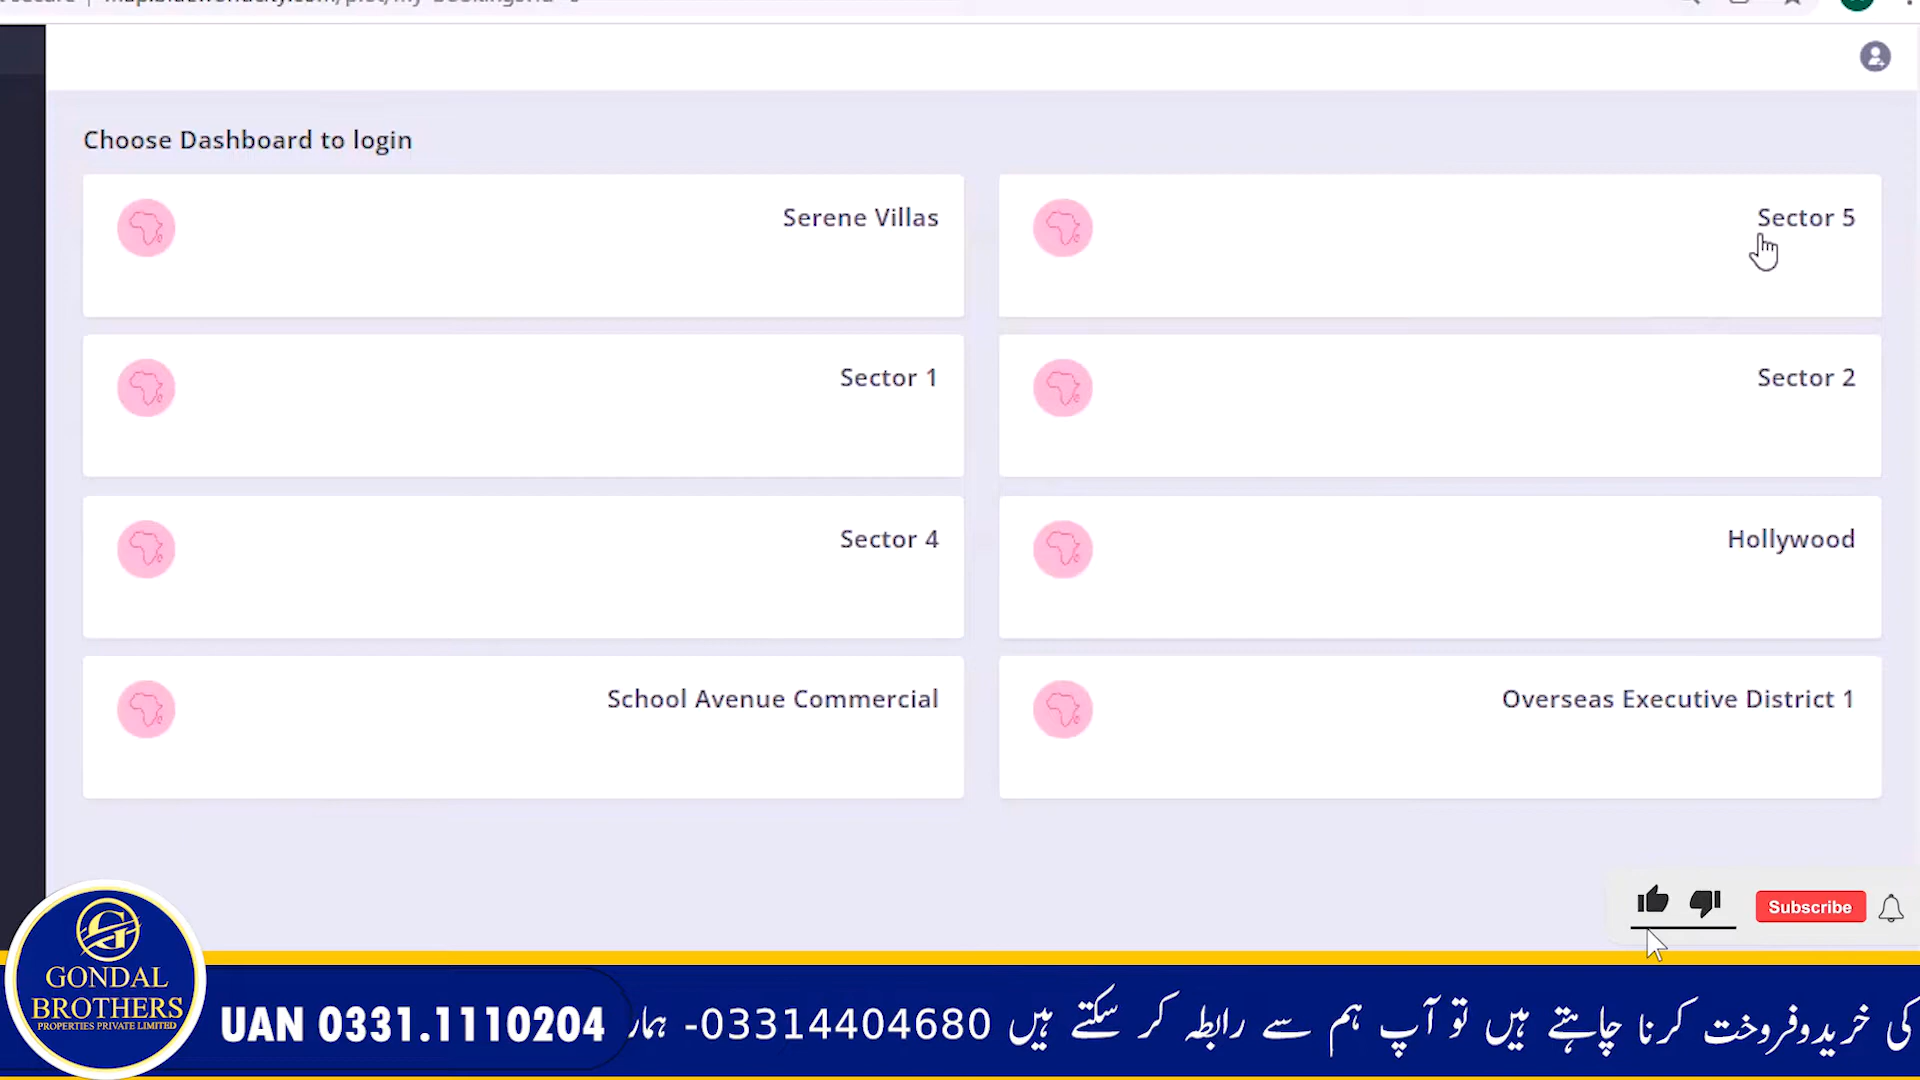 Choose Dashboard to login
Serene Villas
Sector 5
Sector 1
Sector 2
Sector 4
Hollywood
School Avenue Commercial
Overseas Executive District 1
Subscribe
GONDAL
BROTHERS
PROPERTIES PRIVATE LIMITED
UAN 0331.1110204
کی خریدوفروخت کرنا چاہتے ہیں تو آپ ہم سے رابطہ کر سکتے ہیں 03314404680- ہمار